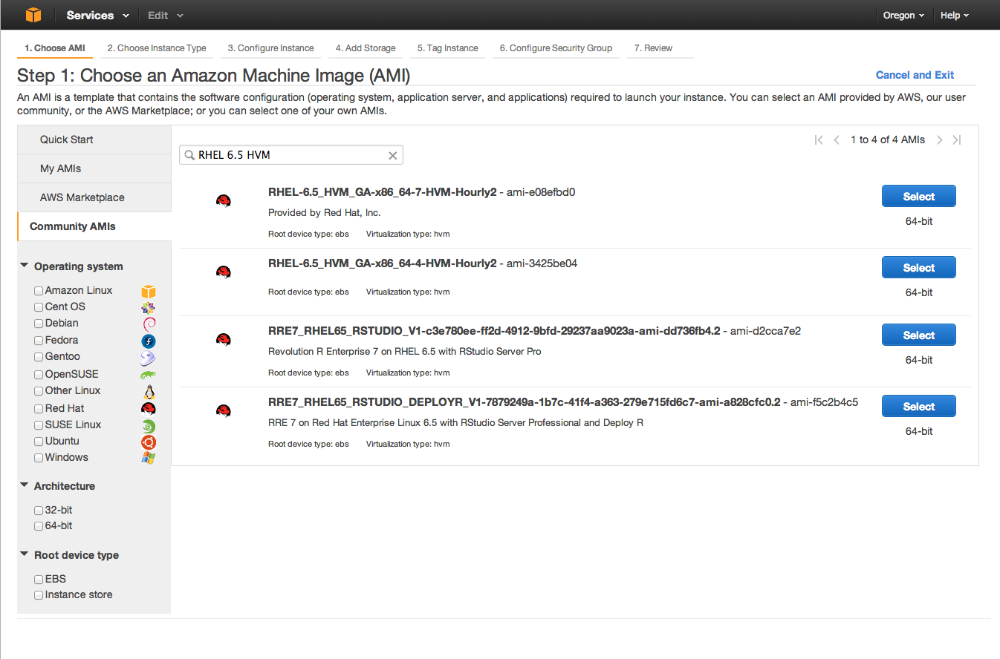 Services Edit Oregon Help
1. Choose AMI 2. Choose Instance Type 3. Configure Instance 4. Add Storage 5. Tag Instance 6. Configure Security Group 7. Review
Step 1: Choose an Amazon Machine Image (AMI)
Cancel and Exit
An AMI is a template that contains the software configuration (operating system, application server, and applications) required to launch your instance. You can select an AMI provided by AWS, our user
community, or the AWS Marketplace; or you can select one of your own AMIs.
Quick Start
My AMIs
AWS Marketplace
Community AMIs
Operating system
Amazon Linux
Cent OS
Debian
Fedora
Gentoo
OpenSUSE
Other Linux
Red Hat
SUSE Linux
Ubuntu
Windows
Architecture
32-bit
64-bit
Root device type
EBS
Instance store
1 to 4 of 4 AMIs
RHEL 6.5 HVM
RHEL-6.5_HVM_GA-x86_64-7-HVM-Hourly2 - ami-e08efbd0
Select
Provided by Red Hat, Inc.
64-bit
Root device type: ebs Virtualization type: hvm
RHEL-6.5_HVM_GA-x86_64-4-HVM-Hourly2 - ami-3425be04
Select
64-bit
Root device type: ebs Virtualization type: hvm
RRE7_RHEL65_RSTUDIO_V1-c3e780ee-ff2d-4912-9bfd-29237aa9023a-ami-dd736fb4.2 - ami-d2cca7e2
Select
Revolution R Enterprise 7 on RHEL 6.5 with RStudio Server Pro
64-bit
Root device type: ebs Virtualization type: hvm
RRE7_RHEL65_RSTUDIO_DEPLOYR_V1-7879249a-1b7c-41f4-a363-279e715fd6c7-ami-a828cfc0.2 - ami-f5c2b4c5
Select
RRE 7 on Red Hat Enterprise Linux 6.5 with RStudio Server Professional and Deploy R
64-bit
Root device type: ebs Virtualization type: hvm